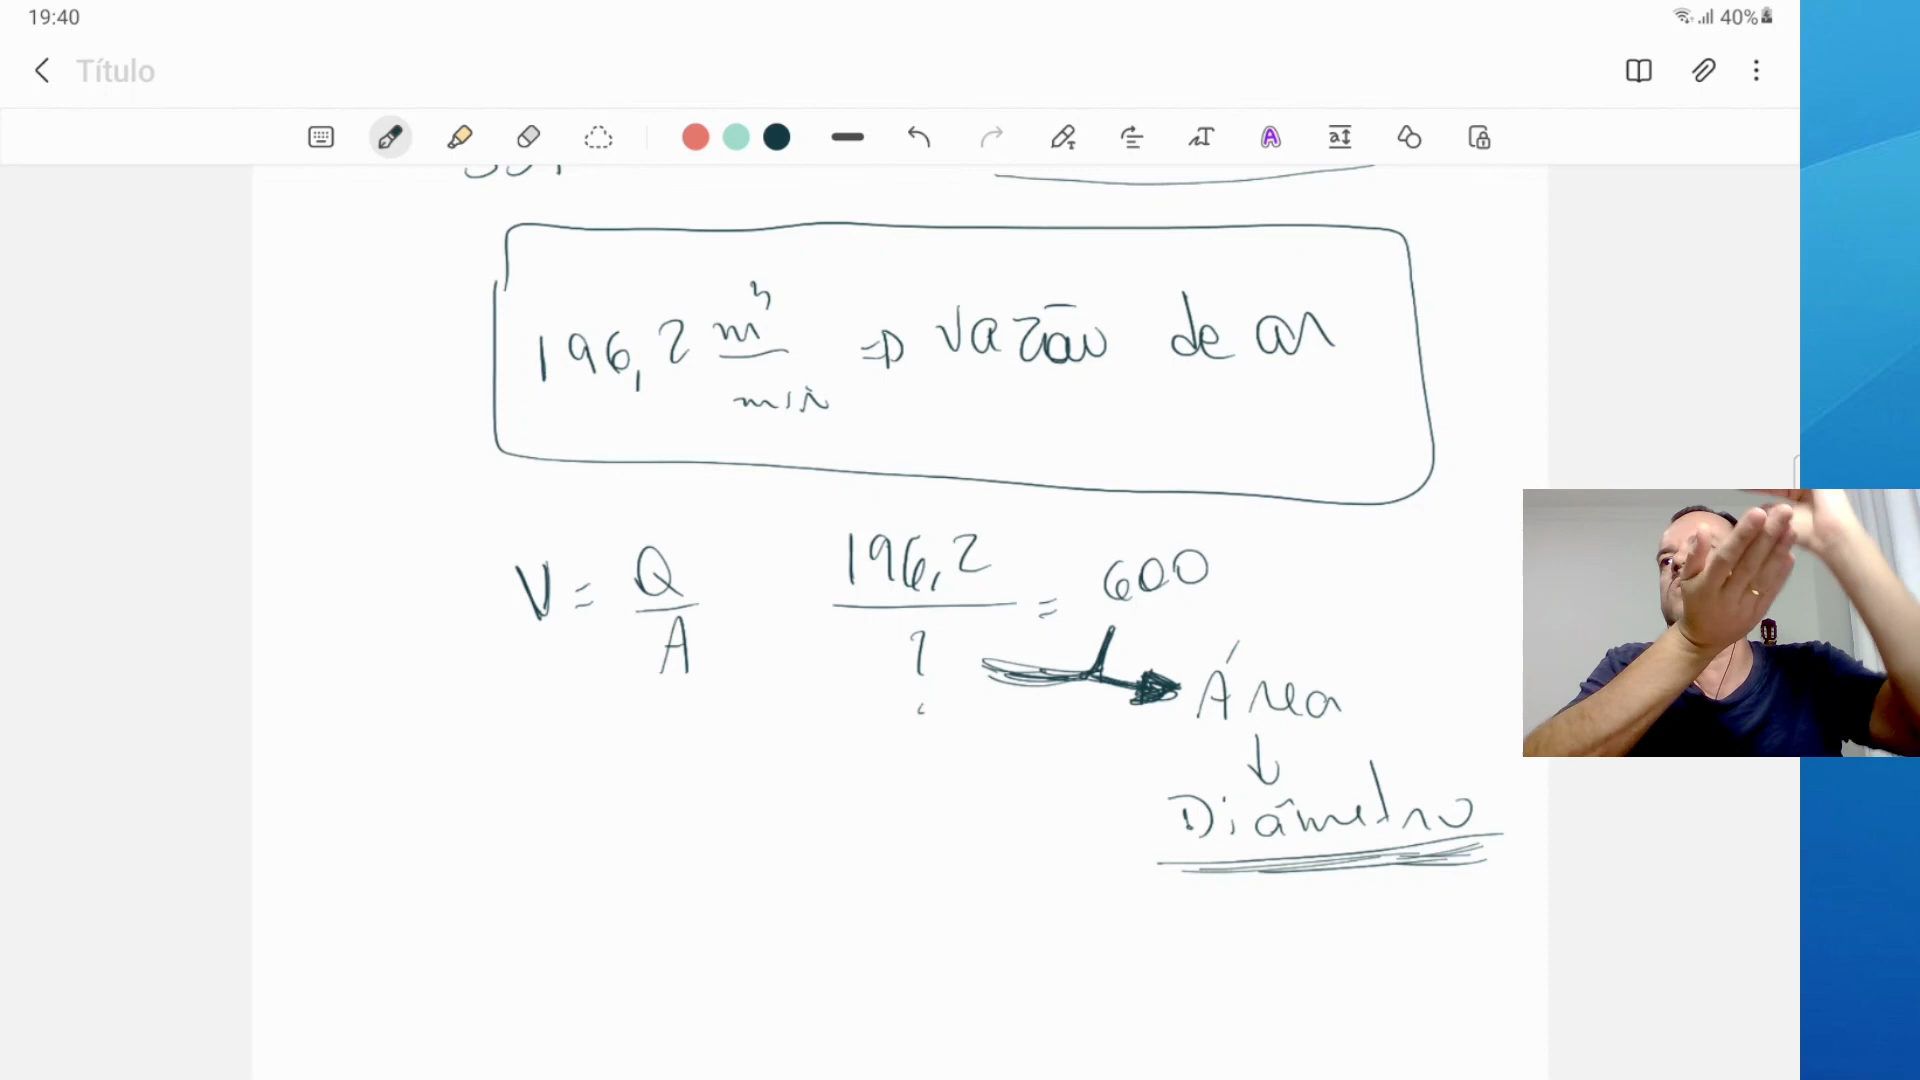 19:40
40%
Título
196,2 m³/min ⇒ vazão de ar
V = Q/A 196,2/? = 600
Área
↓
Diâmetro